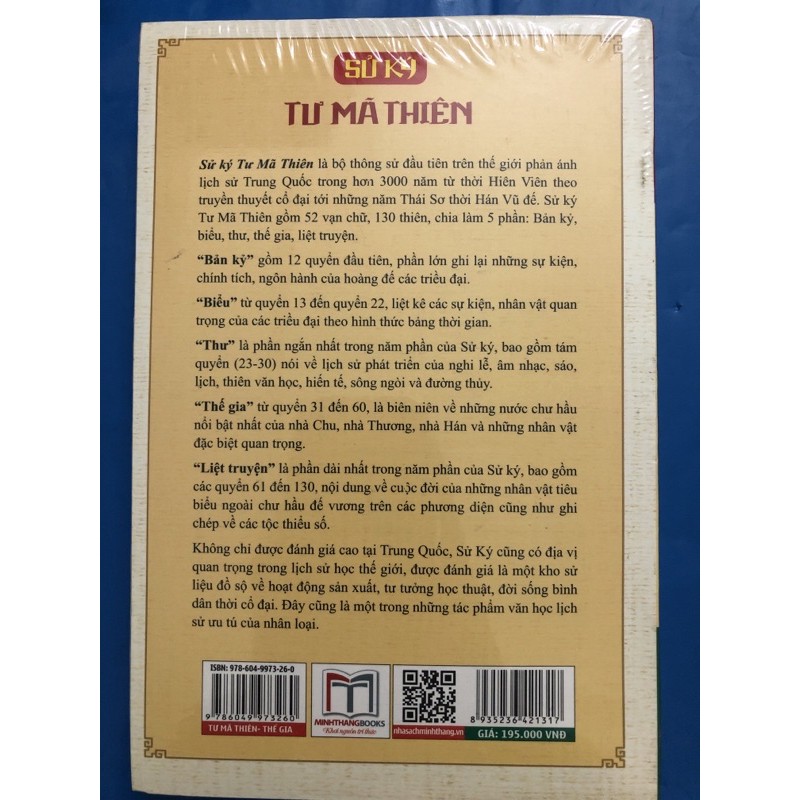 SỬ KÝ
TƯ MÃ THIÊN
Sử ký Tư Mã Thiên là bộ thông sử đầu tiên trên thế giới phản ánh
lịch sử Trung Quốc trong hơn 3000 năm từ thời Hiên Viên theo
truyền thuyết cổ đại tới những năm Thái Sơ thời Hán Vũ đế. Sử ký
Tư Mã Thiên gồm 52 vạn chữ, 130 thiên, chia làm 5 phần: Bản kỷ,
biểu, thư, thế gia, liệt truyện.
“Bản kỷ” gồm 12 quyển đầu tiên, phần lớn ghi lại những sự kiện,
chính tích, ngôn hành của hoàng đế các triều đại.
“Biểu” từ quyển 13 đến quyển 22, liệt kê các sự kiện, nhân vật quan
trọng của các triều đại theo hình thức bảng thời gian.
“Thư” là phần ngắn nhất trong năm phần của Sử ký, bao gồm tám
quyển (23-30) nói về lịch sử phát triển của nghi lễ, âm nhạc, sáo,
lịch, thiên văn học, hiến tế, sông ngòi và đường thủy.
“Thế gia” từ quyển 31 đến 60, là biên niên về những nước chư hầu
nổi bật nhất của nhà Chu, nhà Thương, nhà Hán và những nhân vật
đặc biệt quan trọng.
“Liệt truyện” là phần dài nhất trong năm phần của Sử ký, bao gồm
các quyển 61 đến 130, nội dung về cuộc đời của những nhân vật tiêu
biểu ngoài chư hầu đế vương trên các phương diện cũng như ghi
chép về các tộc thiểu số.
Không chỉ được đánh giá cao tại Trung Quốc, Sử Ký cũng có địa vị
quan trọng trong lịch sử học thế giới, được đánh giá là một kho sử
liệu đồ sộ về hoạt động sản xuất, tư tưởng học thuật, đời sống bình
dân thời cổ đại. Đây cũng là một trong những tác phẩm văn học lịch
sử ưu tú của nhân loại.
ISBN: 978-604-9973-26-0
9 786049 973260
TƯ MÃ THIÊN- THẾ GIA
MINHTHANGBOOKS
Khơi nguồn tri thức
nhasachminhthang.vn
8 935236 421317
GIÁ: 195.000 VNĐ